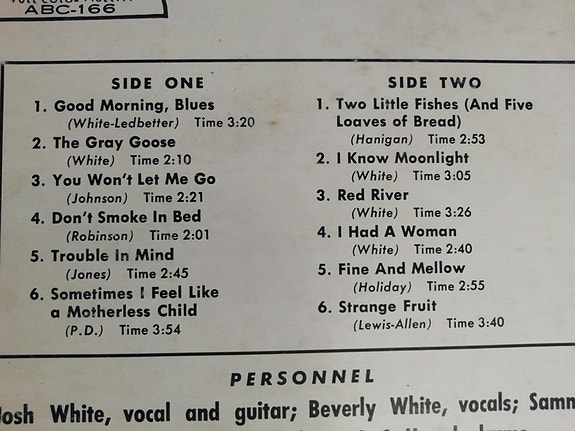 ABC-166
SIDE ONE
1. Good Morning, Blues
(White-Ledbetter) Time 3:20
2. The Gray Goose
(White) Time 2:10
3. You Won't Let Me Go
(Johnson) Time 2:21
4. Don't Smoke In Bed
(Robinson) Time 2:01
5. Trouble In Mind
(Jones) Time 2:45
6. Sometimes I Feel Like
a Motherless Child
(P.D.) Time 3:54
SIDE TWO
1. Two Little Fishes (And Five
Loaves of Bread)
(Hanigan) Time 2:53
2. I Know Moonlight
(White) Time 3:05
3. Red River
(White) Time 3:26
4. I Had A Woman
(White) Time 2:40
5. Fine And Mellow
(Holiday) Time 2:55
6. Strange Fruit
(Lewis-Allen) Time 3:40
PERSONNEL
Josh White, vocal and guitar; Beverly White, vocals; Samm